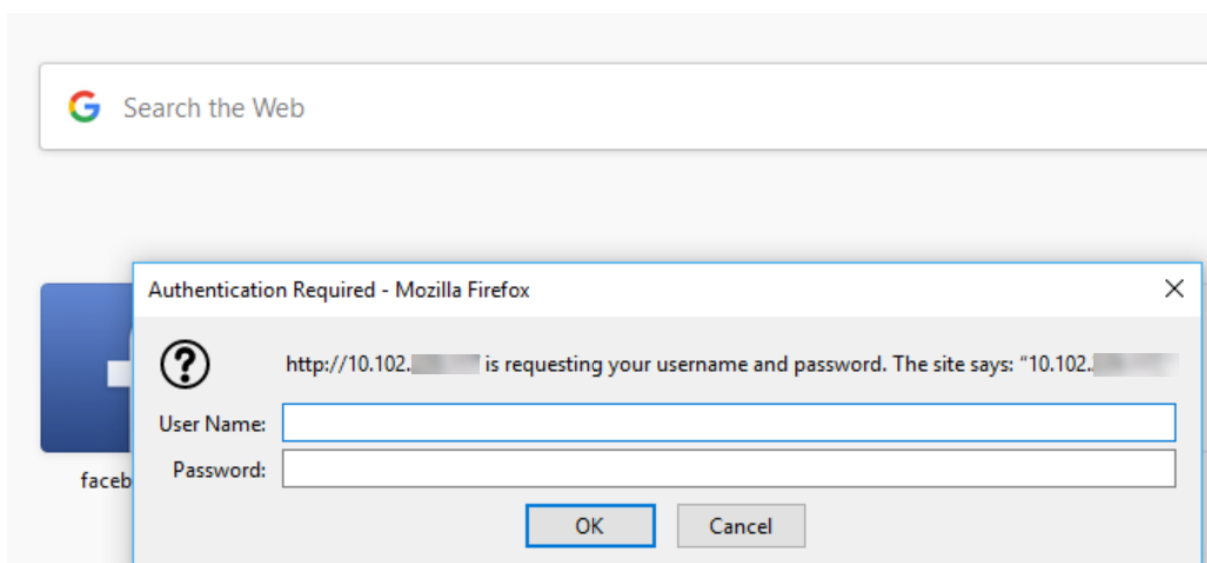 Search the Web
Authentication Required - Mozilla Firefox
http://10.102. is requesting your username and password. The site says: “10.102.
User Name:
Password:
faceb
OK Cancel